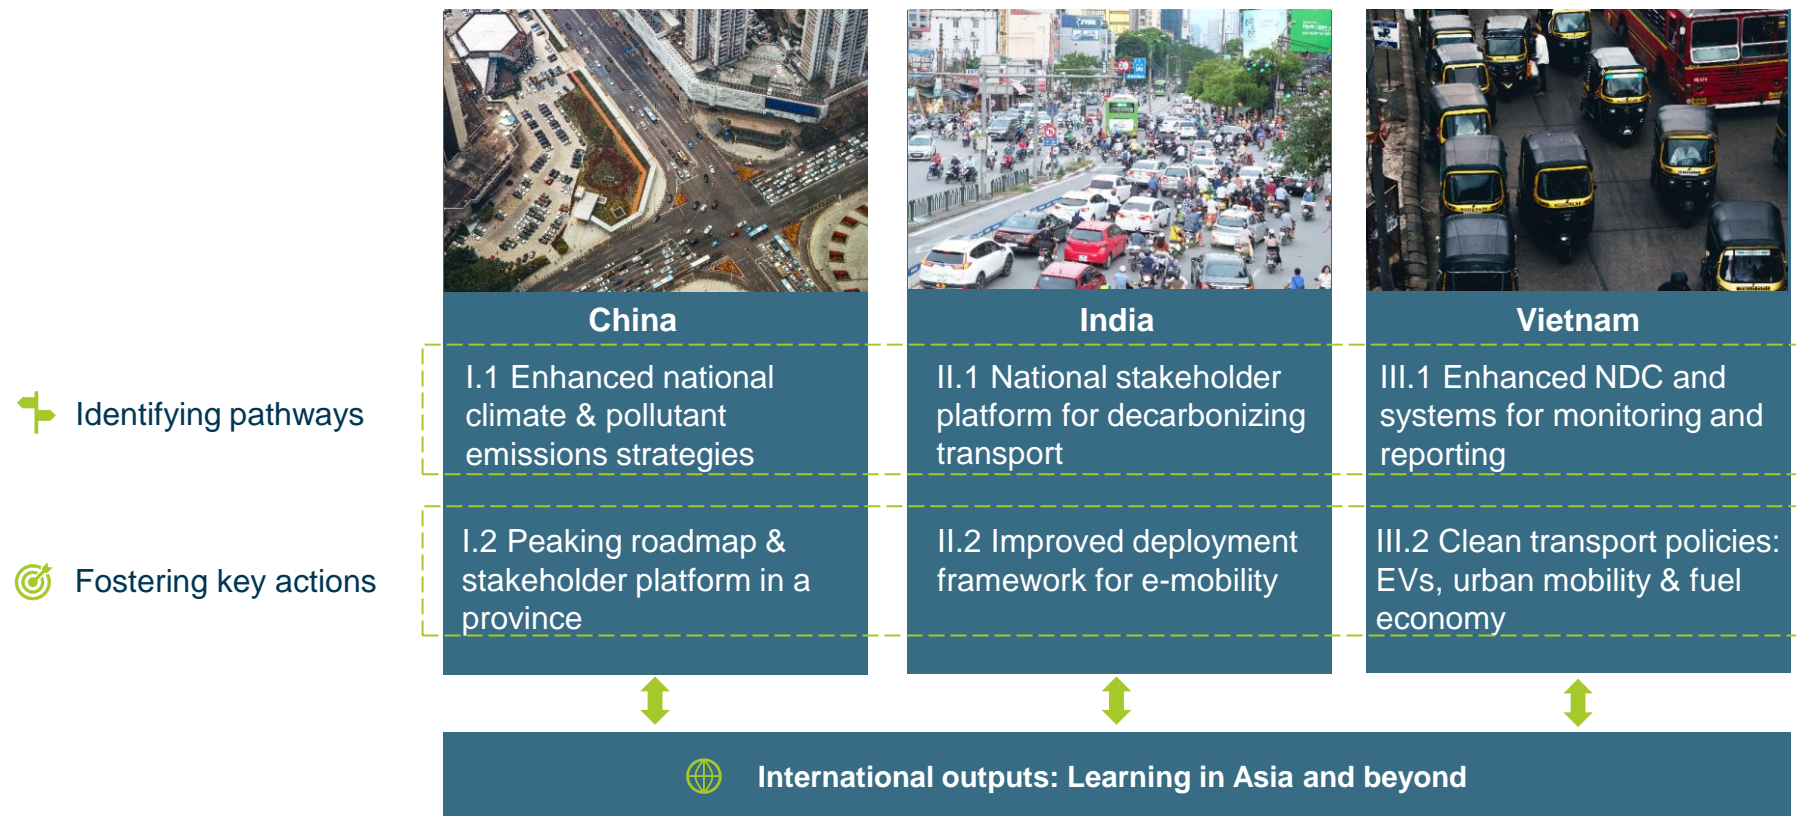 China
India
Vietnam
Identifying pathways
I.1 Enhanced national
climate & pollutant
emissions strategies
II.1 National stakeholder
platform for decarbonizing
transport
III.1 Enhanced NDC and
systems for monitoring and
reporting
Fostering key actions
I.2 Peaking roadmap &
stakeholder platform in a
province
II.2 Improved deployment
framework for e-mobility
III.2 Clean transport policies:
EVs, urban mobility & fuel
economy
International outputs: Learning in Asia and beyond